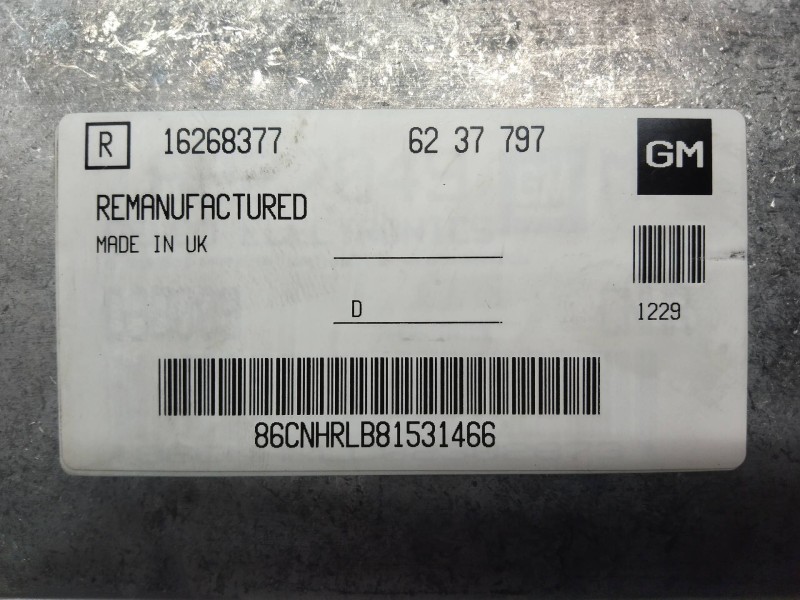 R 16268377 62 37 797 GM
REMANUFACTURED
MADE IN UK
D
1229
86CNHRLB81531466